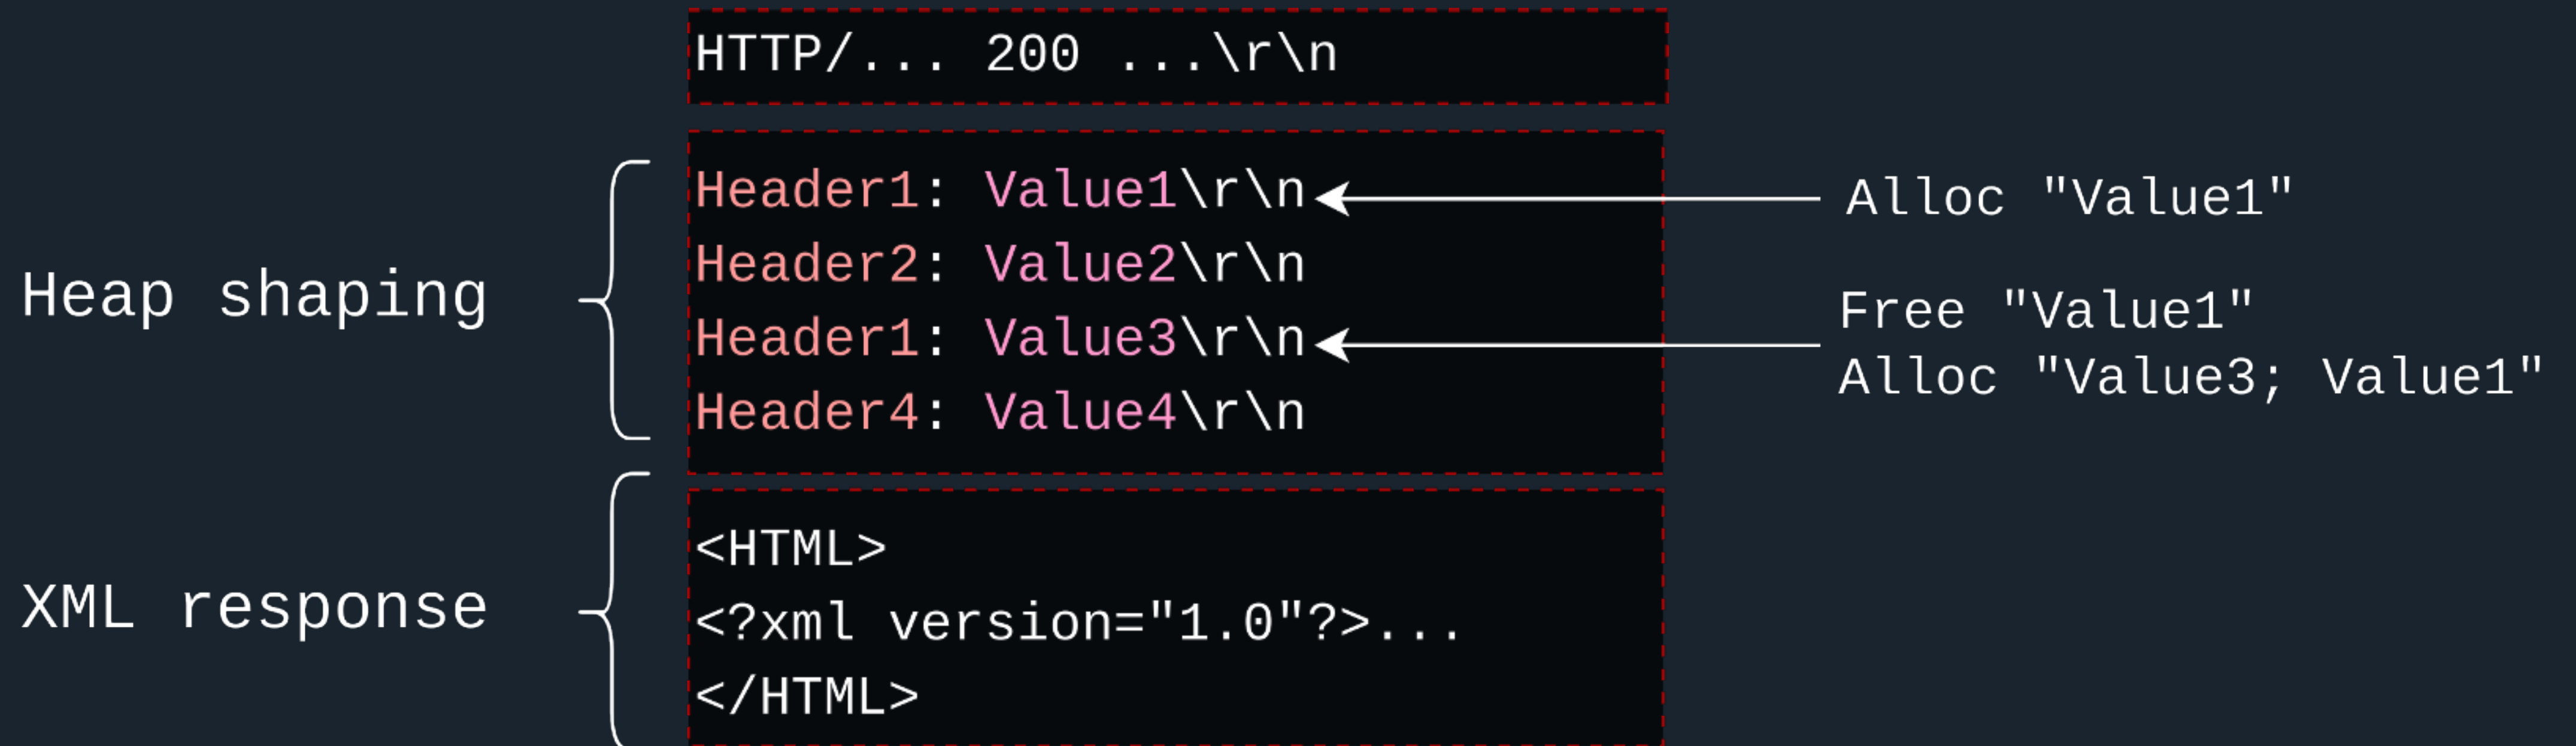 HTTP/... 200 ...\r\n
Heap shaping
Header1: Value1\r\n
Header2: Value2\r\n
Header1: Value3\r\n
Header4: Value4\r\n
Alloc "Value1"
Free "Value1"
Alloc "Value3; Value1"
XML response
<HTML>
<?xml version="1.0"?>...
</HTML>